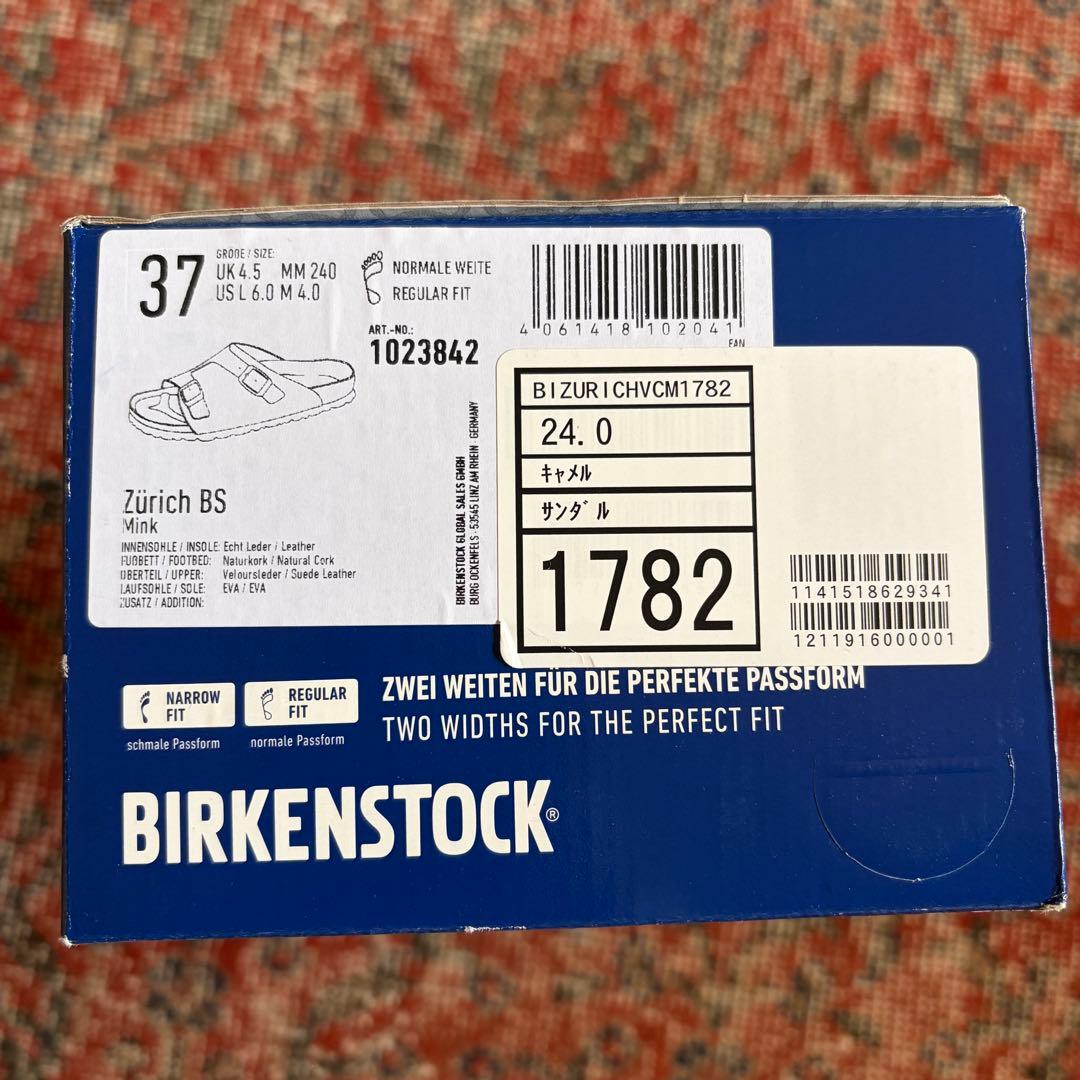 37
GRÖßE / SIZE:
UK 4.5 MM 240
US L 6.0 M 4.0
NORMALE WEITE
REGULAR FIT
ART.-NO.:
1023842
4 061418 102041
EAN
Zürich BS
Mink
INNENSOHLE / INSOLE: Echt Leder / Leather
FUßBETT / FOOTBED: Naturkork / Natural Cork
OBERTEIL / UPPER: Veloursleder / Suede Leather
LAUFSOHLE / SOLE: EVA / EVA
ZUSATZ / ADDITION:
BIRKENSTOCK GLOBAL SALES GMBH
BURG OCKENFELS · 53545 LINZ AM RHEIN · GERMANY
BIZURICHVCM1782
24.0
ｷｬﾒﾙ
ｻﾝﾀﾞﾙ
1782
1141518629341
1211916000001
NARROW
FIT
schmale Passform
REGULAR
FIT
normale Passform
ZWEI WEITEN FÜR DIE PERFEKTE PASSFORM
TWO WIDTHS FOR THE PERFECT FIT
BIRKENSTOCK®